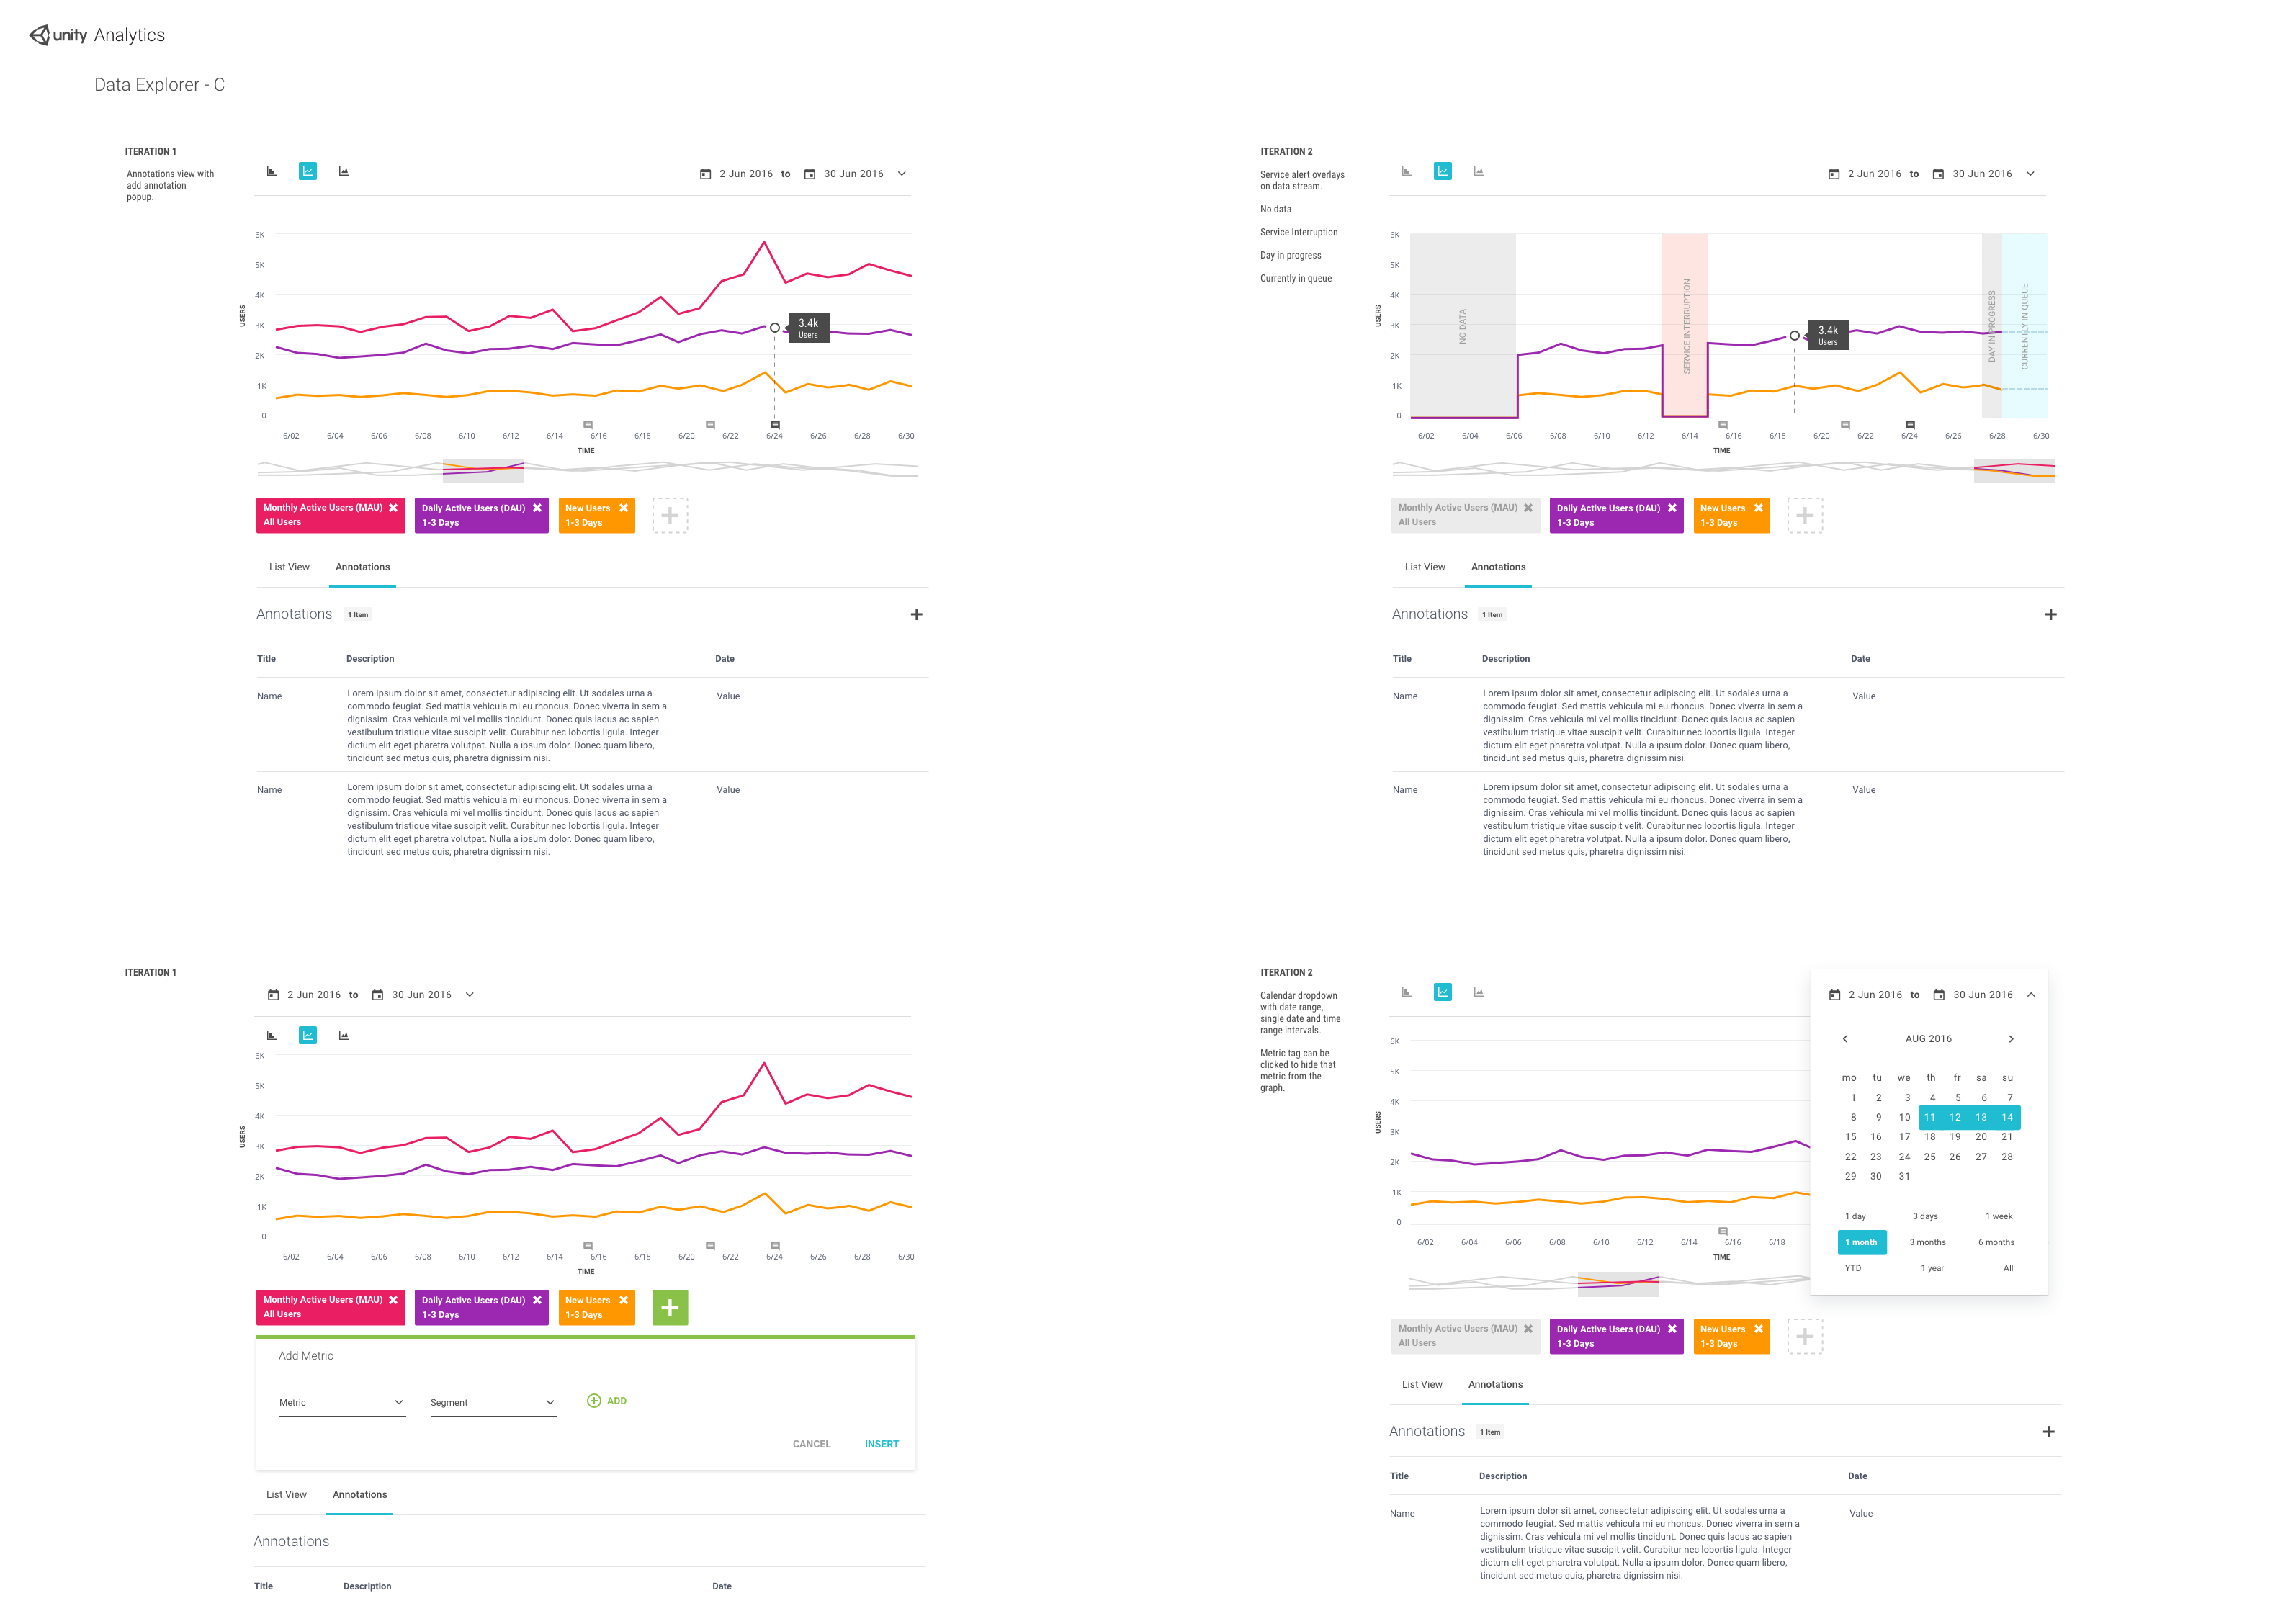 unity Analytics
Data Explorer - C
ITERATION 1
Annotations view with
add annotation
popup.
2 Jun 2016 to 30 Jun 2016
6K
5K
4K
3K
2K
1K
0
USERS
3.4k
Users
6/02 6/04 6/06 6/08 6/10 6/12 6/14 6/16 6/18 6/20 6/22 6/24 6/26 6/28 6/30
TIME
Monthly Active Users (MAU)
All Users
Daily Active Users (DAU)
1-3 Days
New Users
1-3 Days
List View Annotations
Annotations 1 Item
Title Description Date
Name
Lorem ipsum dolor sit amet, consectetur adipiscing elit. Ut sodales urna a
commodo feugiat. Sed mattis vehicula mi eu rhoncus. Donec viverra in sem a
dignissim. Cras vehicula mi vel mollis tincidunt. Donec quis lacus ac sapien
vestibulum tristique vitae suscipit velit. Curabitur nec lobortis ligula. Integer
dictum elit eget pharetra volutpat. Nulla a ipsum dolor. Donec quam libero,
tincidunt sed metus quis, pharetra dignissim nisi.
Value
Name
Lorem ipsum dolor sit amet, consectetur adipiscing elit. Ut sodales urna a
commodo feugiat. Sed mattis vehicula mi eu rhoncus. Donec viverra in sem a
dignissim. Cras vehicula mi vel mollis tincidunt. Donec quis lacus ac sapien
vestibulum tristique vitae suscipit velit. Curabitur nec lobortis ligula. Integer
dictum elit eget pharetra volutpat. Nulla a ipsum dolor. Donec quam libero,
tincidunt sed metus quis, pharetra dignissim nisi.
Value
ITERATION 2
Service alert overlays
on data stream.
No data
Service Interruption
Day in progress
Currently in queue
2 Jun 2016 to 30 Jun 2016
6K
5K
4K
3K
2K
1K
0
USERS
NO DATA
SERVICE INTERRUPTION
3.4k
Users
DAY IN PROGRESS
CURRENTLY IN QUEUE
6/02 6/04 6/06 6/08 6/10 6/12 6/14 6/16 6/18 6/20 6/22 6/24 6/26 6/28 6/30
TIME
Monthly Active Users (MAU)
All Users
Daily Active Users (DAU)
1-3 Days
New Users
1-3 Days
List View Annotations
Annotations 1 Item
Title Description Date
Name
Lorem ipsum dolor sit amet, consectetur adipiscing elit. Ut sodales urna a
commodo feugiat. Sed mattis vehicula mi eu rhoncus. Donec viverra in sem a
dignissim. Cras vehicula mi vel mollis tincidunt. Donec quis lacus ac sapien
vestibulum tristique vitae suscipit velit. Curabitur nec lobortis ligula. Integer
dictum elit eget pharetra volutpat. Nulla a ipsum dolor. Donec quam libero,
tincidunt sed metus quis, pharetra dignissim nisi.
Value
Name
Lorem ipsum dolor sit amet, consectetur adipiscing elit. Ut sodales urna a
commodo feugiat. Sed mattis vehicula mi eu rhoncus. Donec viverra in sem a
dignissim. Cras vehicula mi vel mollis tincidunt. Donec quis lacus ac sapien
vestibulum tristique vitae suscipit velit. Curabitur nec lobortis ligula. Integer
dictum elit eget pharetra volutpat. Nulla a ipsum dolor. Donec quam libero,
tincidunt sed metus quis, pharetra dignissim nisi.
Value
ITERATION 1
2 Jun 2016 to 30 Jun 2016
6K
5K
4K
3K
2K
1K
0
USERS
6/02 6/04 6/06 6/08 6/10 6/12 6/14 6/16 6/18 6/20 6/22 6/24 6/26 6/28 6/30
TIME
Monthly Active Users (MAU)
All Users
Daily Active Users (DAU)
1-3 Days
New Users
1-3 Days
Add Metric
Metric Segment ADD
CANCEL INSERT
List View Annotations
Annotations
Title Description Date
ITERATION 2
Calendar dropdown
with date range,
single date and time
range intervals.
Metric tag can be
clicked to hide that
metric from the
graph.
6K
5K
4K
3K
2K
1K
0
USERS
6/02 6/04 6/06 6/08 6/10 6/12 6/14 6/16 6/18
TIME
2 Jun 2016 to 30 Jun 2016
AUG 2016
mo tu we th fr sa su
1 2 3 4 5 6 7
8 9 10 11 12 13 14
15 16 17 18 19 20 21
22 23 24 25 26 27 28
29 30 31
1 day 3 days 1 week
1 month 3 months 6 months
YTD 1 year All
Monthly Active Users (MAU)
All Users
Daily Active Users (DAU)
1-3 Days
New Users
1-3 Days
List View Annotations
Annotations 1 Item
Title Description Date
Name
Lorem ipsum dolor sit amet, consectetur adipiscing elit. Ut sodales urna a
commodo feugiat. Sed mattis vehicula mi eu rhoncus. Donec viverra in sem a
dignissim. Cras vehicula mi vel mollis tincidunt. Donec quis lacus ac sapien
vestibulum tristique vitae suscipit velit. Curabitur nec lobortis ligula. Integer
dictum elit eget pharetra volutpat. Nulla a ipsum dolor. Donec quam libero,
tincidunt sed metus quis, pharetra dignissim nisi.
Value